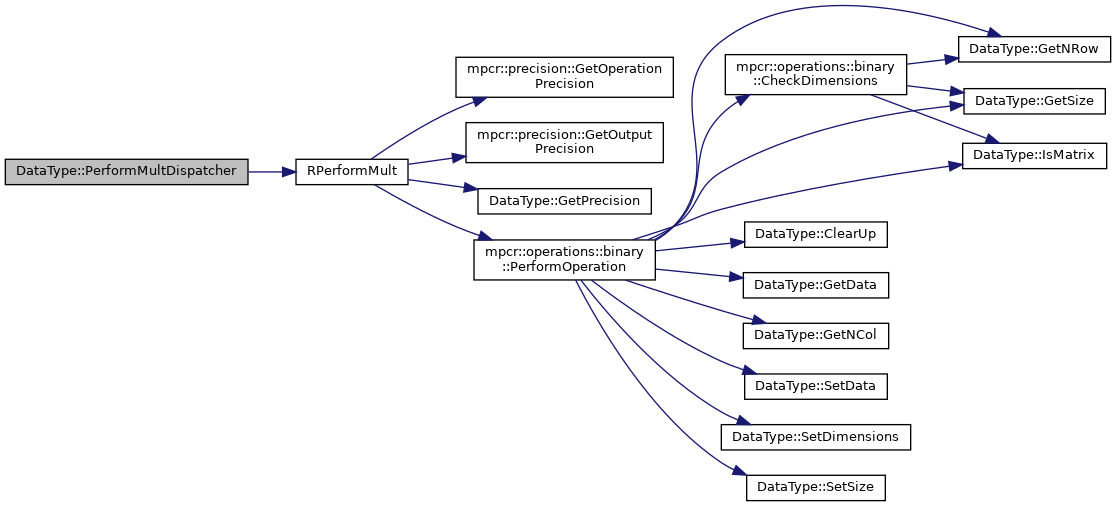 DataType::PerformMultDispatcher
RPerformMult
mpcr::precision::GetOperation
Precision
mpcr::precision::GetOutput
Precision
DataType::GetPrecision
mpcr::operations::binary
::PerformOperation
mpcr::operations::binary
::CheckDimensions
DataType::GetNRow
DataType::GetSize
DataType::IsMatrix
DataType::ClearUp
DataType::GetData
DataType::GetNCol
DataType::SetData
DataType::SetDimensions
DataType::SetSize